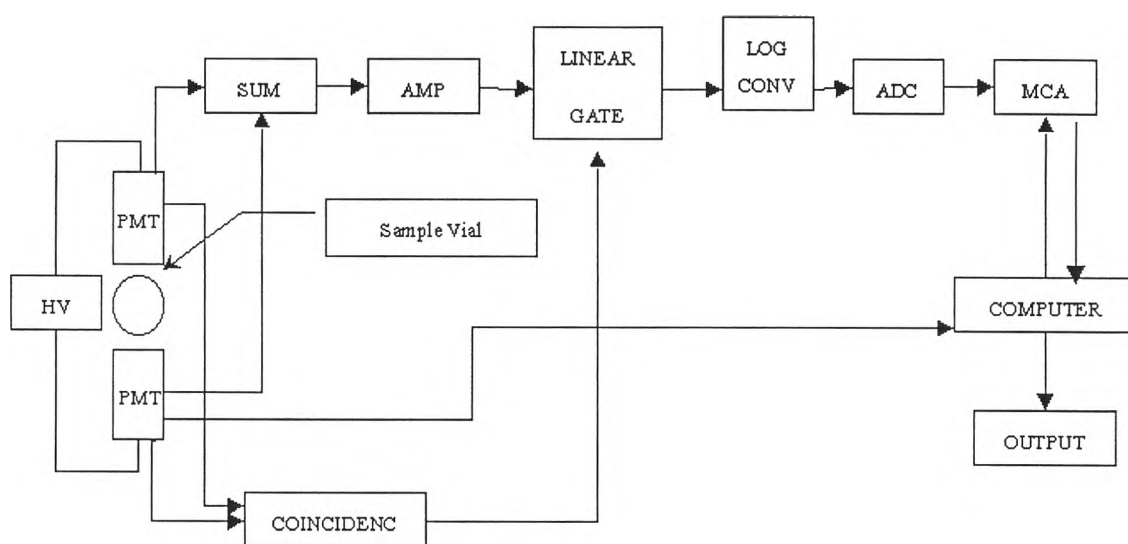 SUM
AMP
LINEAR
GATE
LOG
CONV
ADC
MCA
PMT
Sample Vial
HV
PMT
COMPUTER
OUTPUT
COINCIDENC